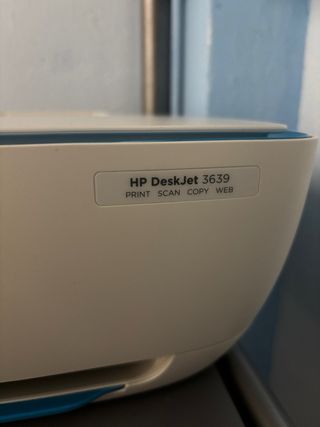 HP DeskJet 3639
PRINT SCAN COPY WEB